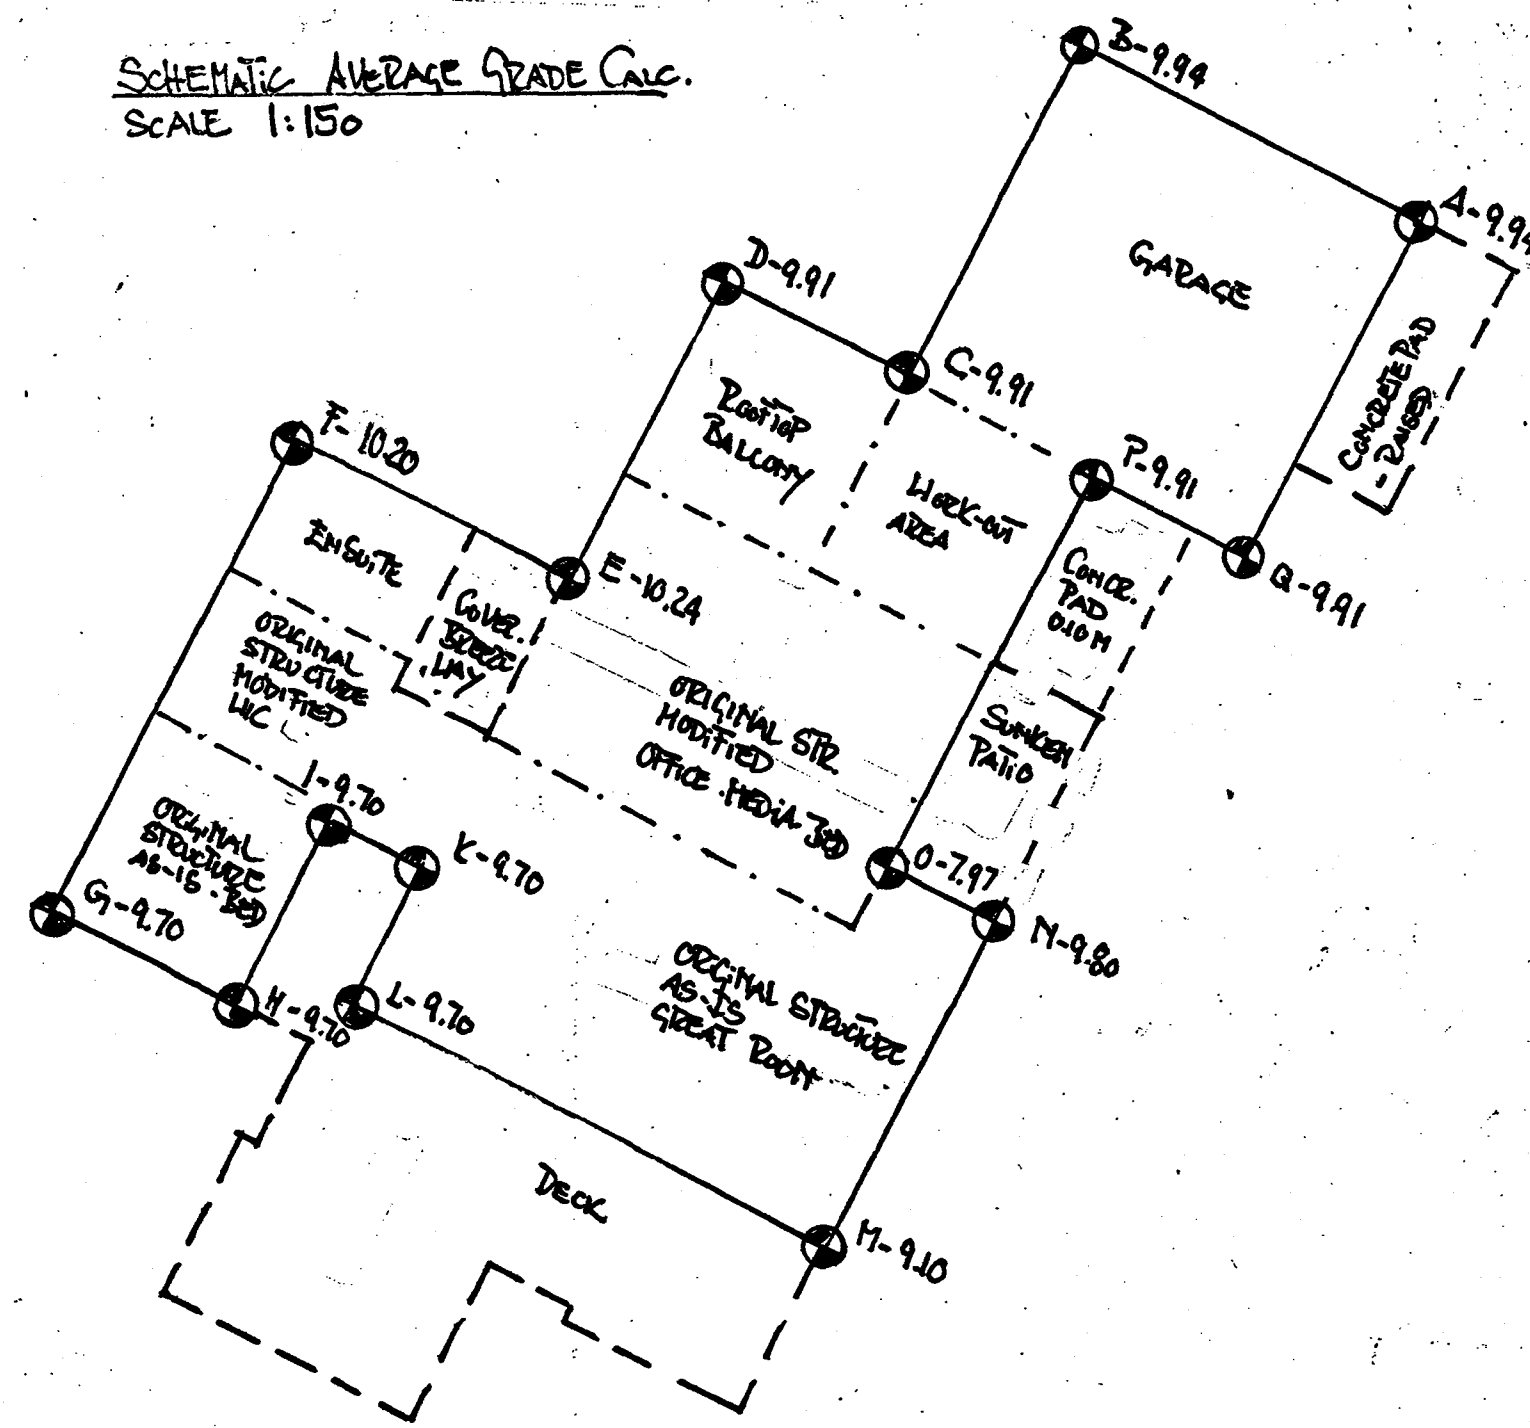 SCHEMATIC AVERAGE GRADE CALC.
SCALE 1:150
B-9.94
A-9.94
GARAGE
CONCRETE PAD
- RAISED
D-9.91
C-9.91
ROOFTOP
BALCONY
WORK-OUT
AREA
P-9.91
Q-9.91
F-10.20
E-10.24
ENSUITE
COVER.
BREEZE
WAY
CONCR.
PAD
0.10 M
ORIGINAL
STRUCTURE
MODIFIED
WIC
ORIGINAL STR.
MODIFIED
OFFICE-MEDIA-BED
SUNKEN
PATIO
I-9.70
K-9.70
ORIGINAL
STRUCTURE
AS-IS-BED
G-9.70
H-9.70
L-9.70
O-7.97
N-9.80
ORIGINAL STRUCTURE
AS-IS
GREAT ROOM
DECK
M-9.10